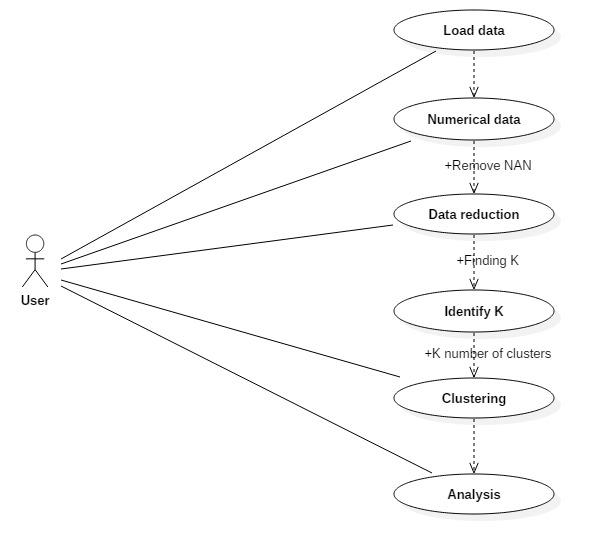 Load data
Numerical data
+Remove NAN
Data reduction
+Finding K
User
Identify K
+K number of clusters
Clustering
Analysis